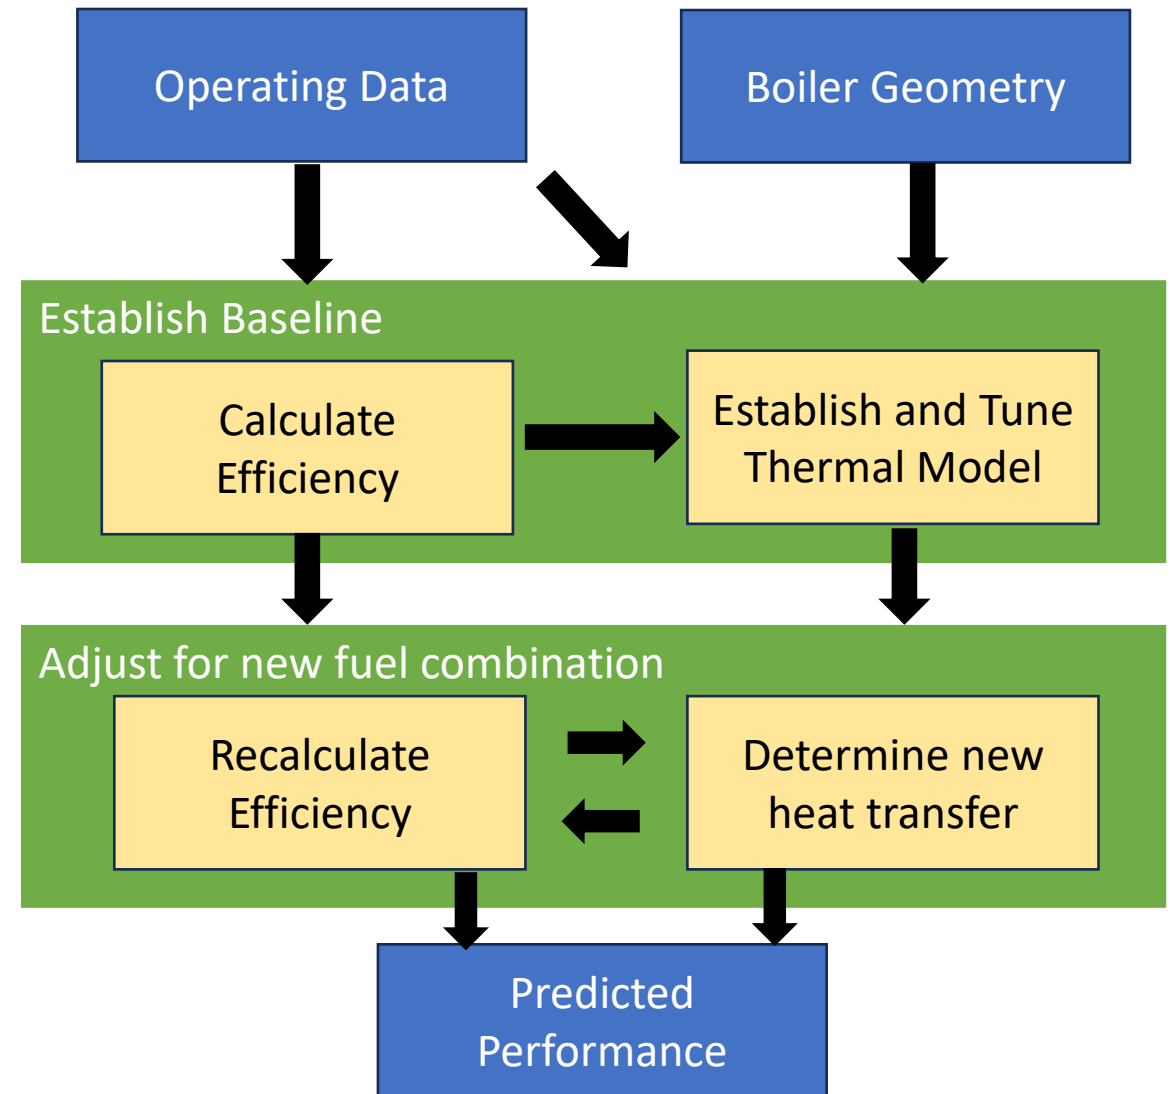 Operating Data
Boiler Geometry
Establish Baseline
Calculate
Efficiency
Establish and Tune
Thermal Model
Adjust for new fuel combination
Recalculate
Efficiency
Determine new
heat transfer
Predicted
Performance